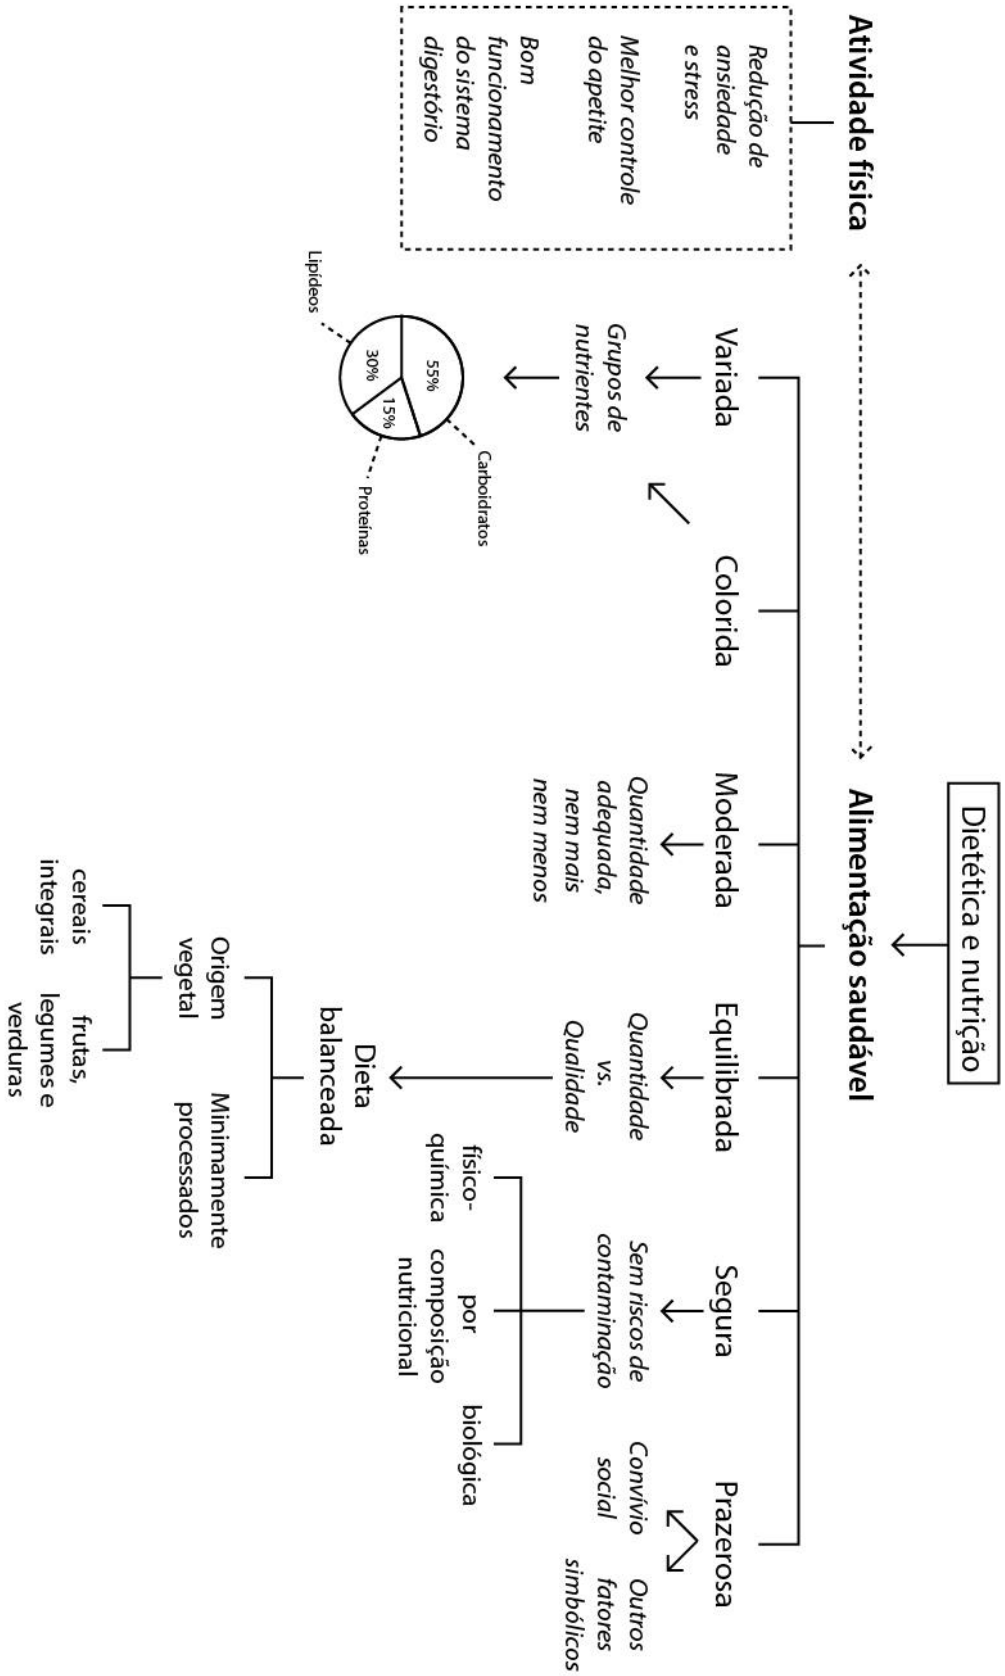 Dietética e nutrição
Atividade física
Alimentação saudável
Redução de
ansiedade
e stress
Melhor controle
do apetite
Bom
funcionamento
do sistema
digestório
Variada
Grupos de
nutrientes
55%
30%
15%
Carboidratos
Lipídeos
Proteínas
Colorida
Moderada
Quantidade
adequada,
nem mais
nem menos
Equilibrada
Quantidade
vs.
Qualidade
Dieta
balanceada
Origem
vegetal
cereais
integrais
frutas,
legumes e
verduras
Minimamente
processados
Segura
Sem riscos de
contaminação
físico-
química
por
composição
nutricional
biológica
Prazerosa
Convívio
social
Outros
fatores
simbólicos